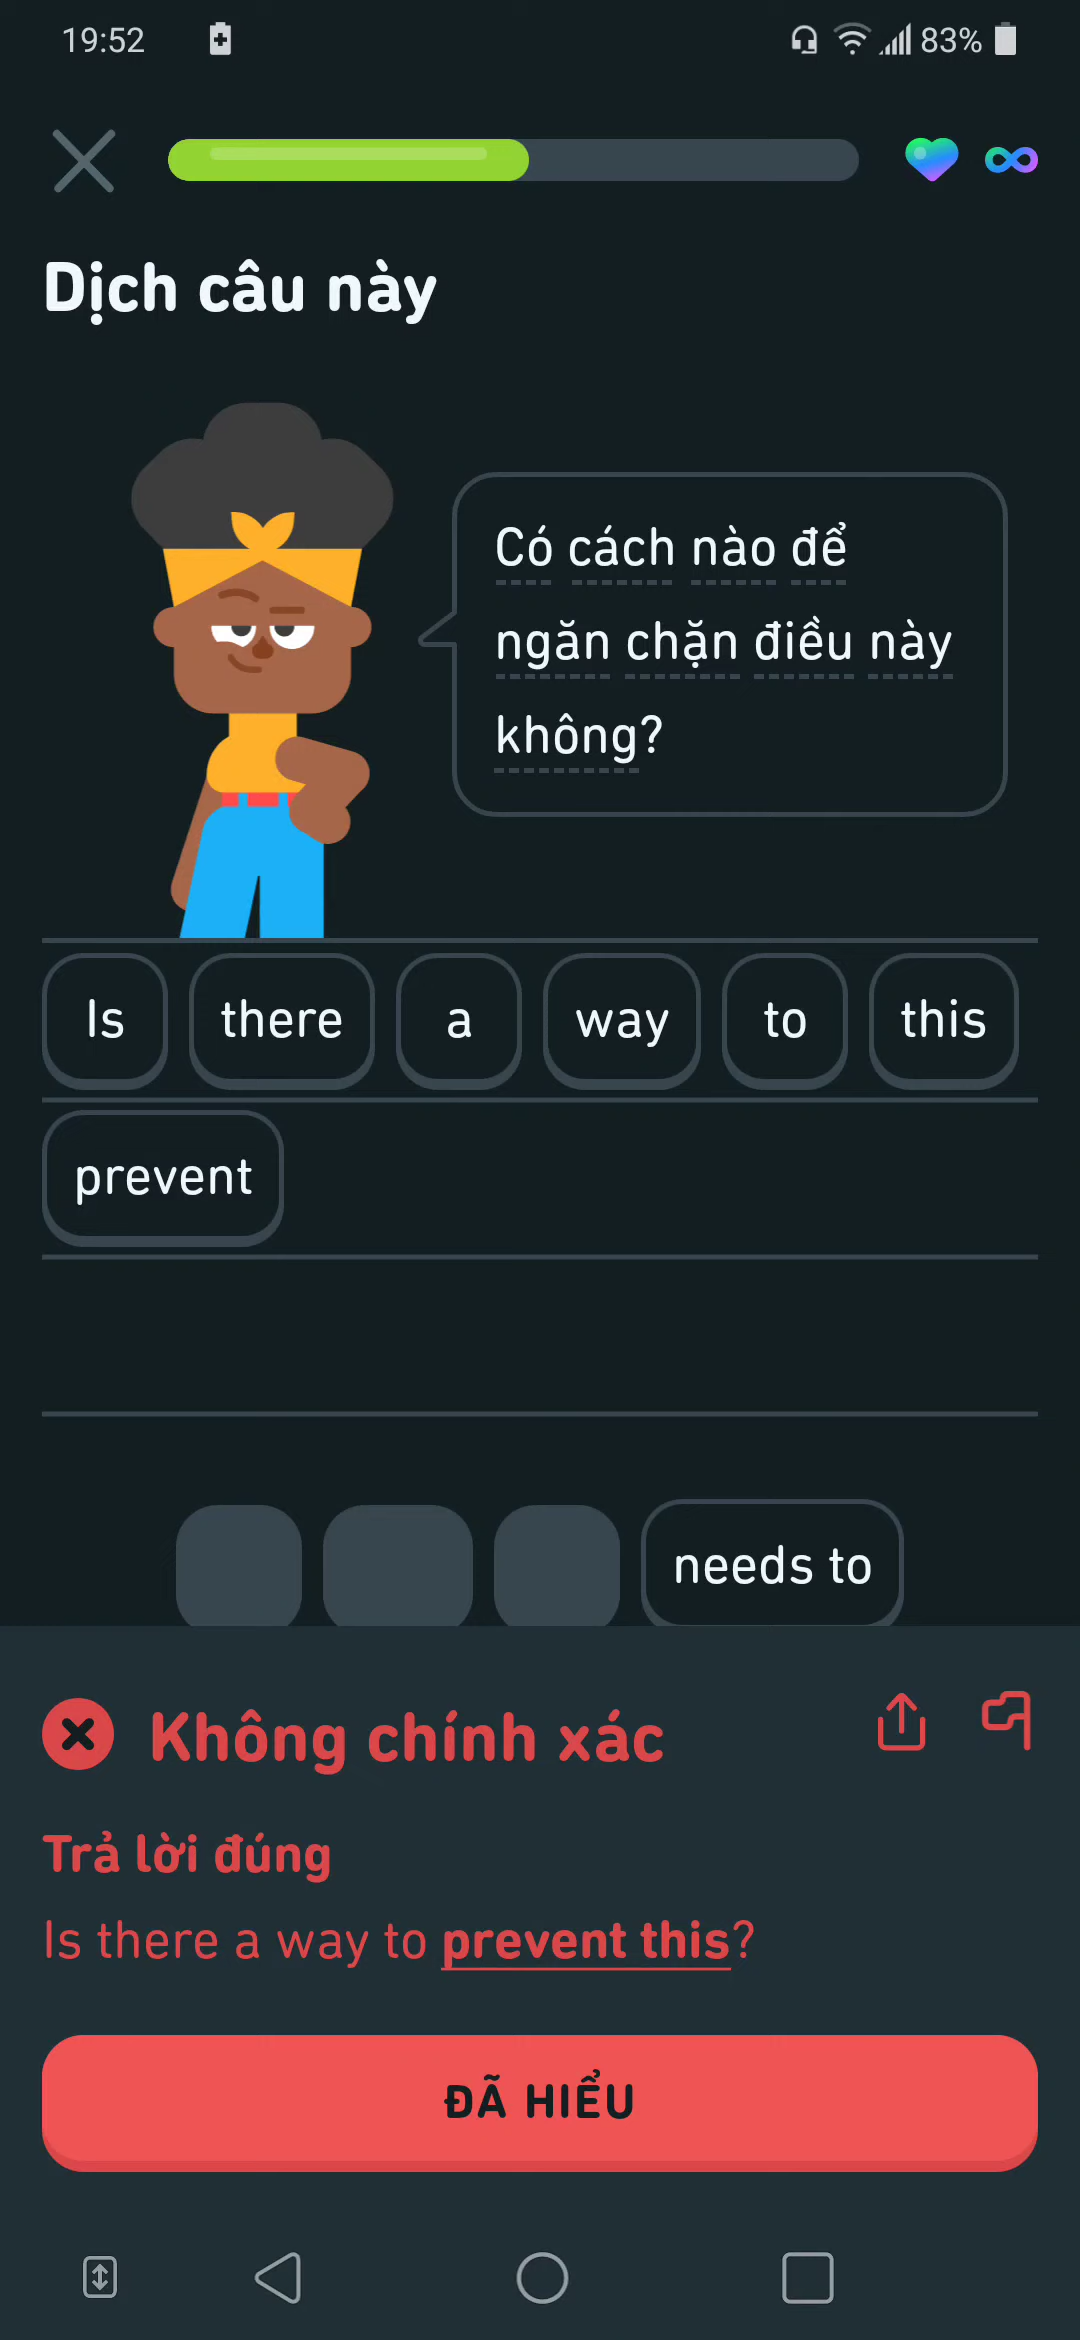 19:52
83%
Dịch câu này
Có cách nào để
ngăn chặn điều này
không?
Is there a way to this
prevent
needs to
Không chính xác
Trả lời đúng
Is there a way to prevent this?
ĐÃ HIỂU